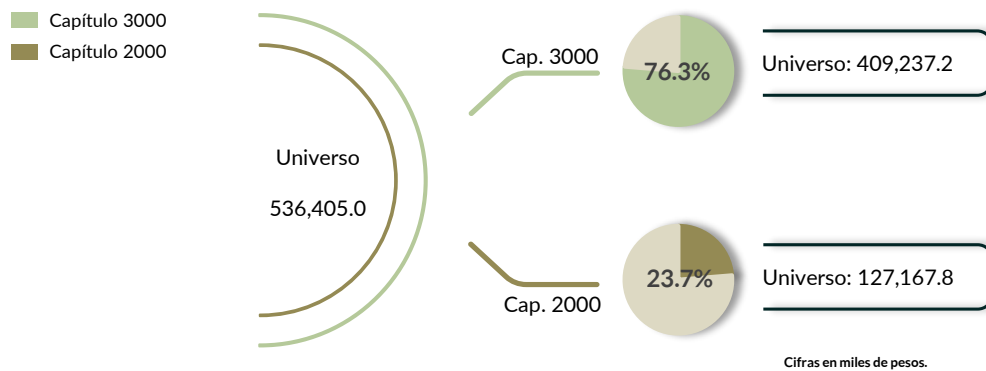 Capítulo 3000
Capítulo 2000
Universo
536,405.0
Cap. 3000
76.3%
Universo: 409,237.2
23.7%
Universo: 127,167.8
Cap. 2000
Cifras en miles de pesos.